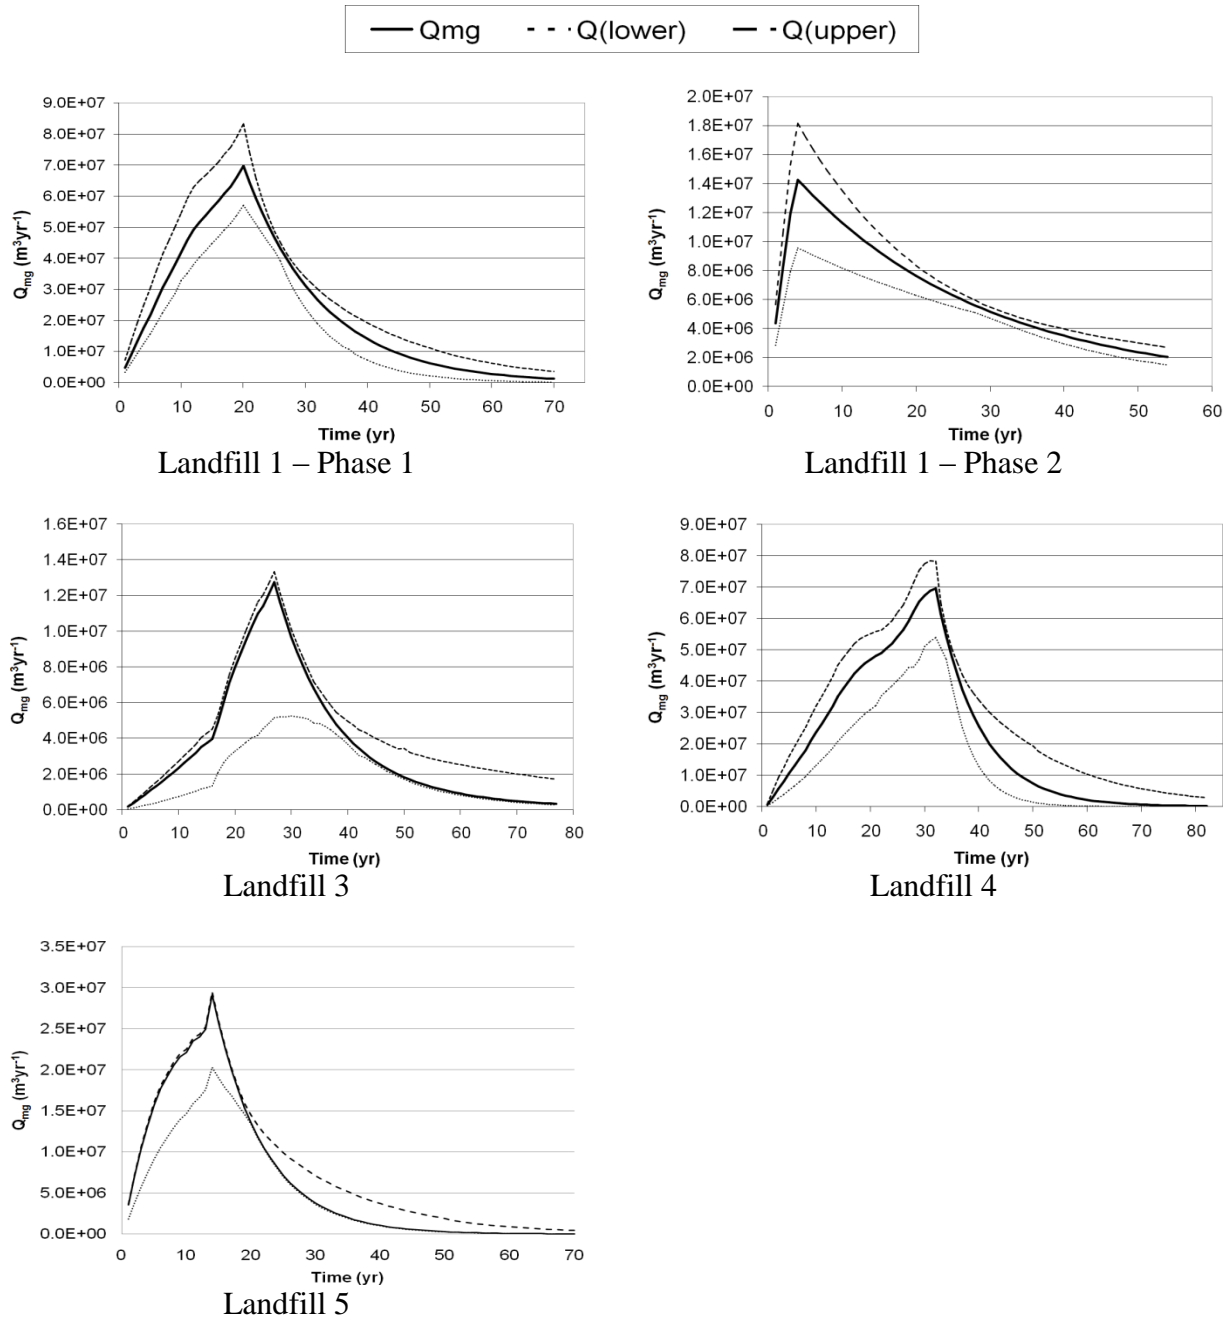 Qmg Q(lower) Q(upper)
9.0E+07
8.0E+07
7.0E+07
6.0E+07
5.0E+07
4.0E+07
3.0E+07
2.0E+07
1.0E+07
0.0E+00
Qmg (m³yr⁻¹)
0 10 20 30 40 50 60 70
Time (yr)
Landfill 1 – Phase 1
2.0E+07
1.8E+07
1.6E+07
1.4E+07
1.2E+07
1.0E+07
8.0E+06
6.0E+06
4.0E+06
2.0E+06
0.0E+00
Qmg (m³yr⁻¹)
0 10 20 30 40 50 60
Time (yr)
Landfill 1 – Phase 2
1.6E+07
1.4E+07
1.2E+07
1.0E+07
8.0E+06
6.0E+06
4.0E+06
2.0E+06
0.0E+00
Qmg (m³yr⁻¹)
0 10 20 30 40 50 60 70 80
Time (yr)
Landfill 3
9.0E+07
8.0E+07
7.0E+07
6.0E+07
5.0E+07
4.0E+07
3.0E+07
2.0E+07
1.0E+07
0.0E+00
Qmg (m³yr⁻¹)
0 10 20 30 40 50 60 70 80
Time (yr)
Landfill 4
3.5E+07
3.0E+07
2.5E+07
2.0E+07
1.5E+07
1.0E+07
5.0E+06
0.0E+00
Qmg (m³yr⁻¹)
0 10 20 30 40 50 60 70
Time (yr)
Landfill 5